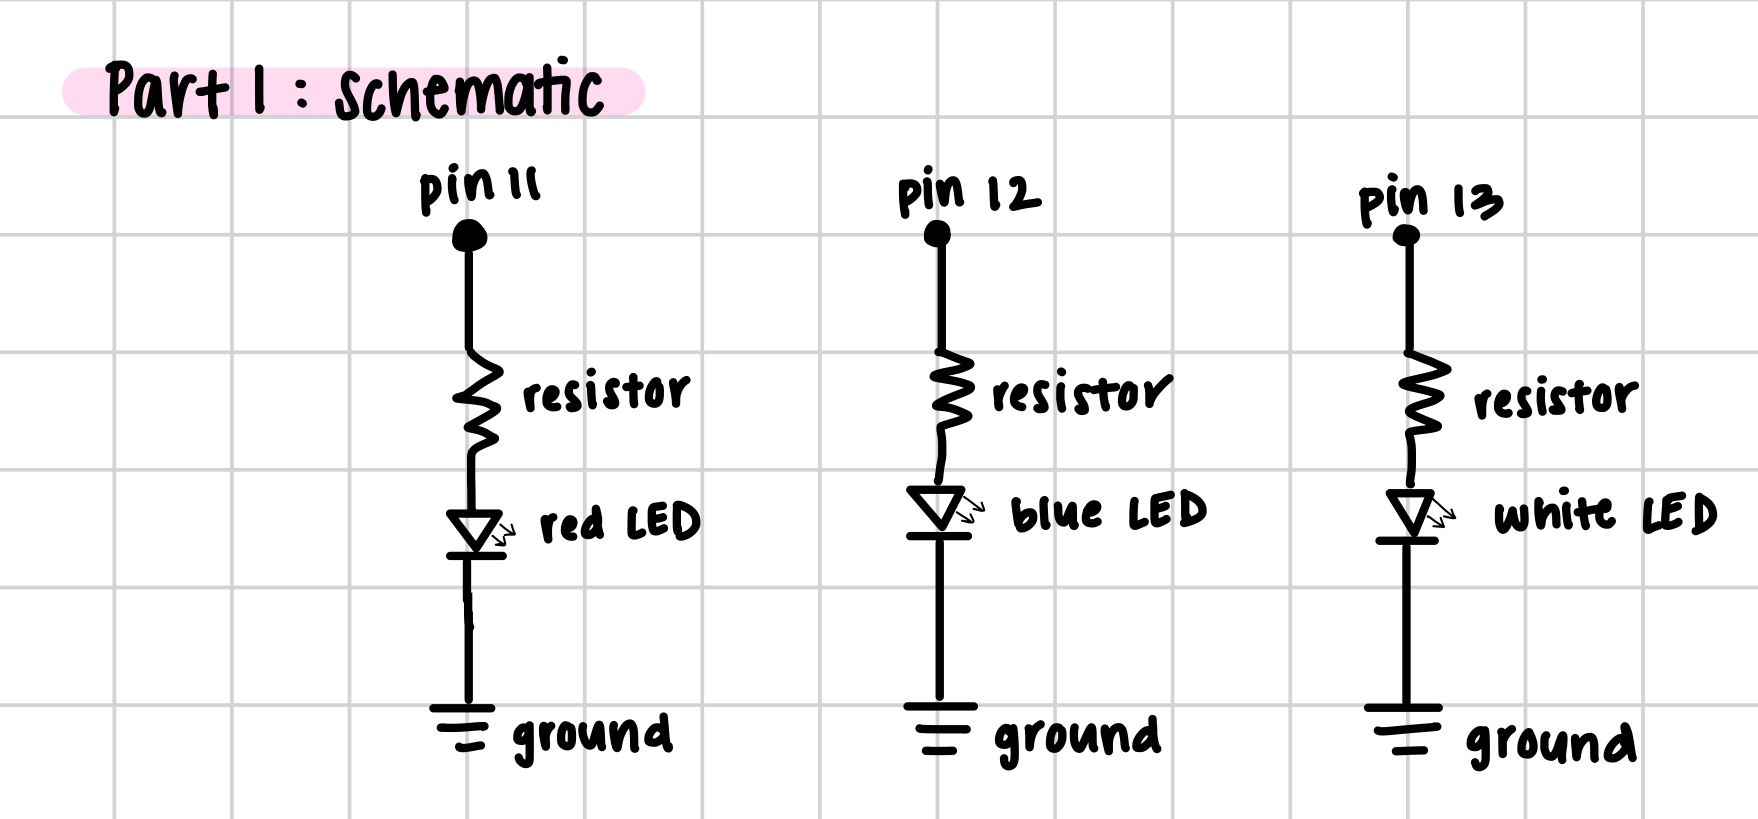 Part 1 : schematic
pin 11
pin 12
pin 13
resistor
resistor
resistor
red LED
blue LED
white LED
ground
ground
ground